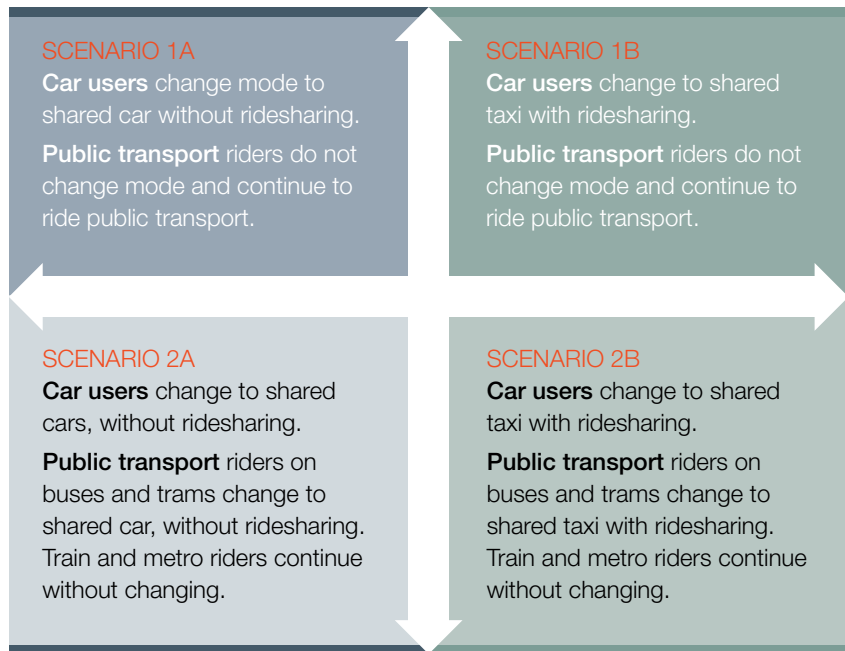 SCENARIO 1A
Car users change mode to
shared car without ridesharing.
Public transport riders do not
change mode and continue to
ride public transport.
SCENARIO 1B
Car users change to shared
taxi with ridesharing.
Public transport riders do not
change mode and continue to
ride public transport.
SCENARIO 2A
Car users change to shared
cars, without ridesharing.
Public transport riders on
buses and trams change to
shared car, without ridesharing.
Train and metro riders continue
without changing.
SCENARIO 2B
Car users change to shared
taxi with ridesharing.
Public transport riders on
buses and trams change to
shared taxi with ridesharing.
Train and metro riders continue
without changing.